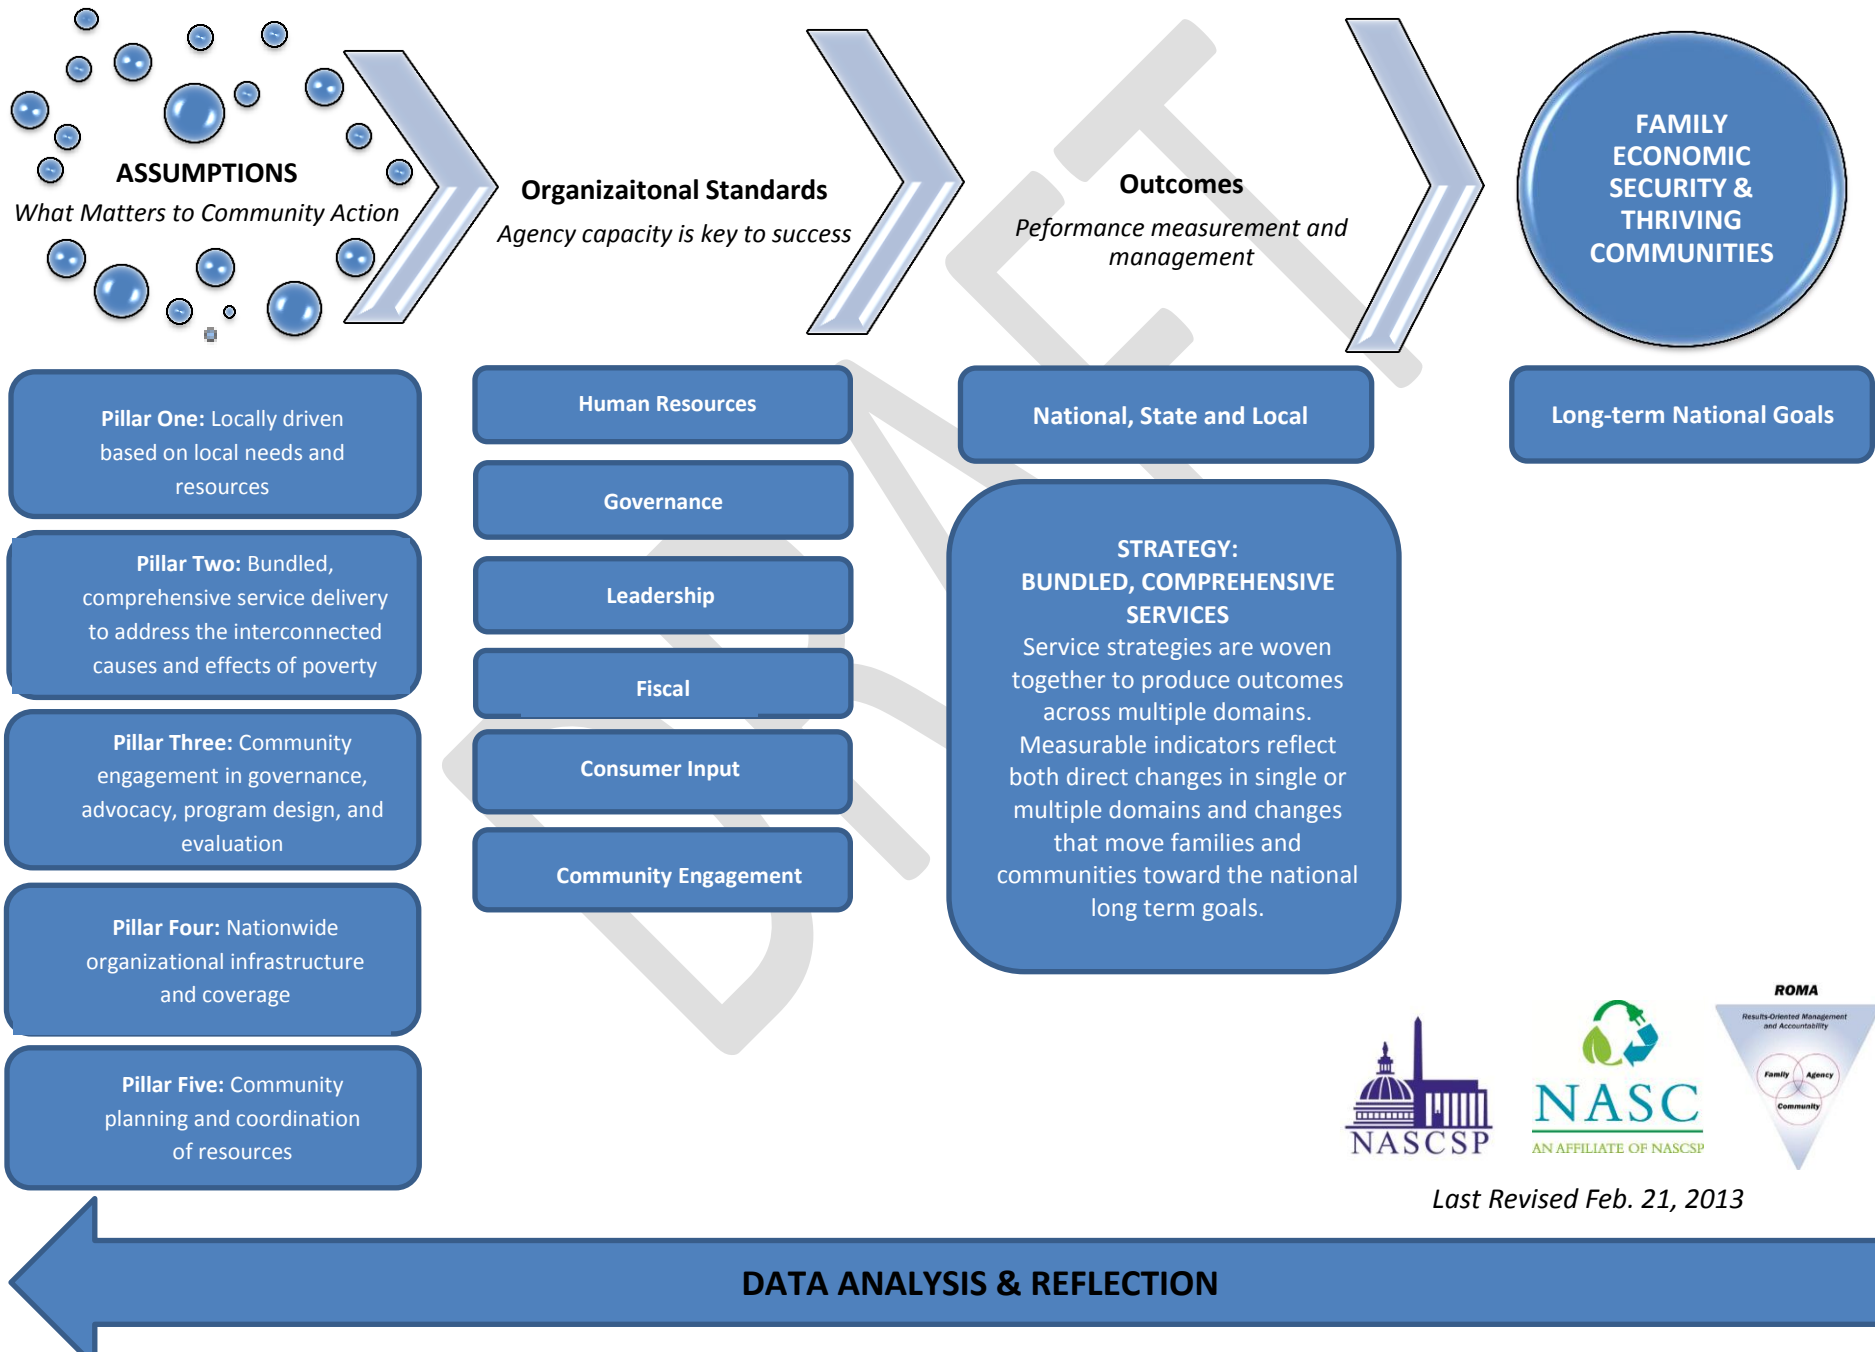 ASSUMPTIONS
What Matters to Community Action
Organizaitonal Standards
Agency capacity is key to success
Outcomes
Peformance measurement and
management
FAMILY
ECONOMIC
SECURITY &
THRIVING
COMMUNITIES
Pillar One: Locally driven
based on local needs and
resources
Pillar Two: Bundled,
comprehensive service delivery
to address the interconnected
causes and effects of poverty
Pillar Three: Community
engagement in governance,
advocacy, program design, and
evaluation
Pillar Four: Nationwide
organizational infrastructure
and coverage
Pillar Five: Community
planning and coordination
of resources
Human Resources
Governance
Leadership
Fiscal
Consumer Input
Community Engagement
National, State and Local
STRATEGY:
BUNDLED, COMPREHENSIVE
SERVICES
Service strategies are woven
together to produce outcomes
across multiple domains.
Measurable indicators reflect
both direct changes in single or
multiple domains and changes
that move families and
communities toward the national
long term goals.
Long-term National Goals
DRAFT
NASCSP
NASC
AN AFFILIATE OF NASCSP
ROMA
Results-Oriented Management
and Accountability
Family
Agency
Community
Last Revised Feb. 21, 2013
DATA ANALYSIS & REFLECTION